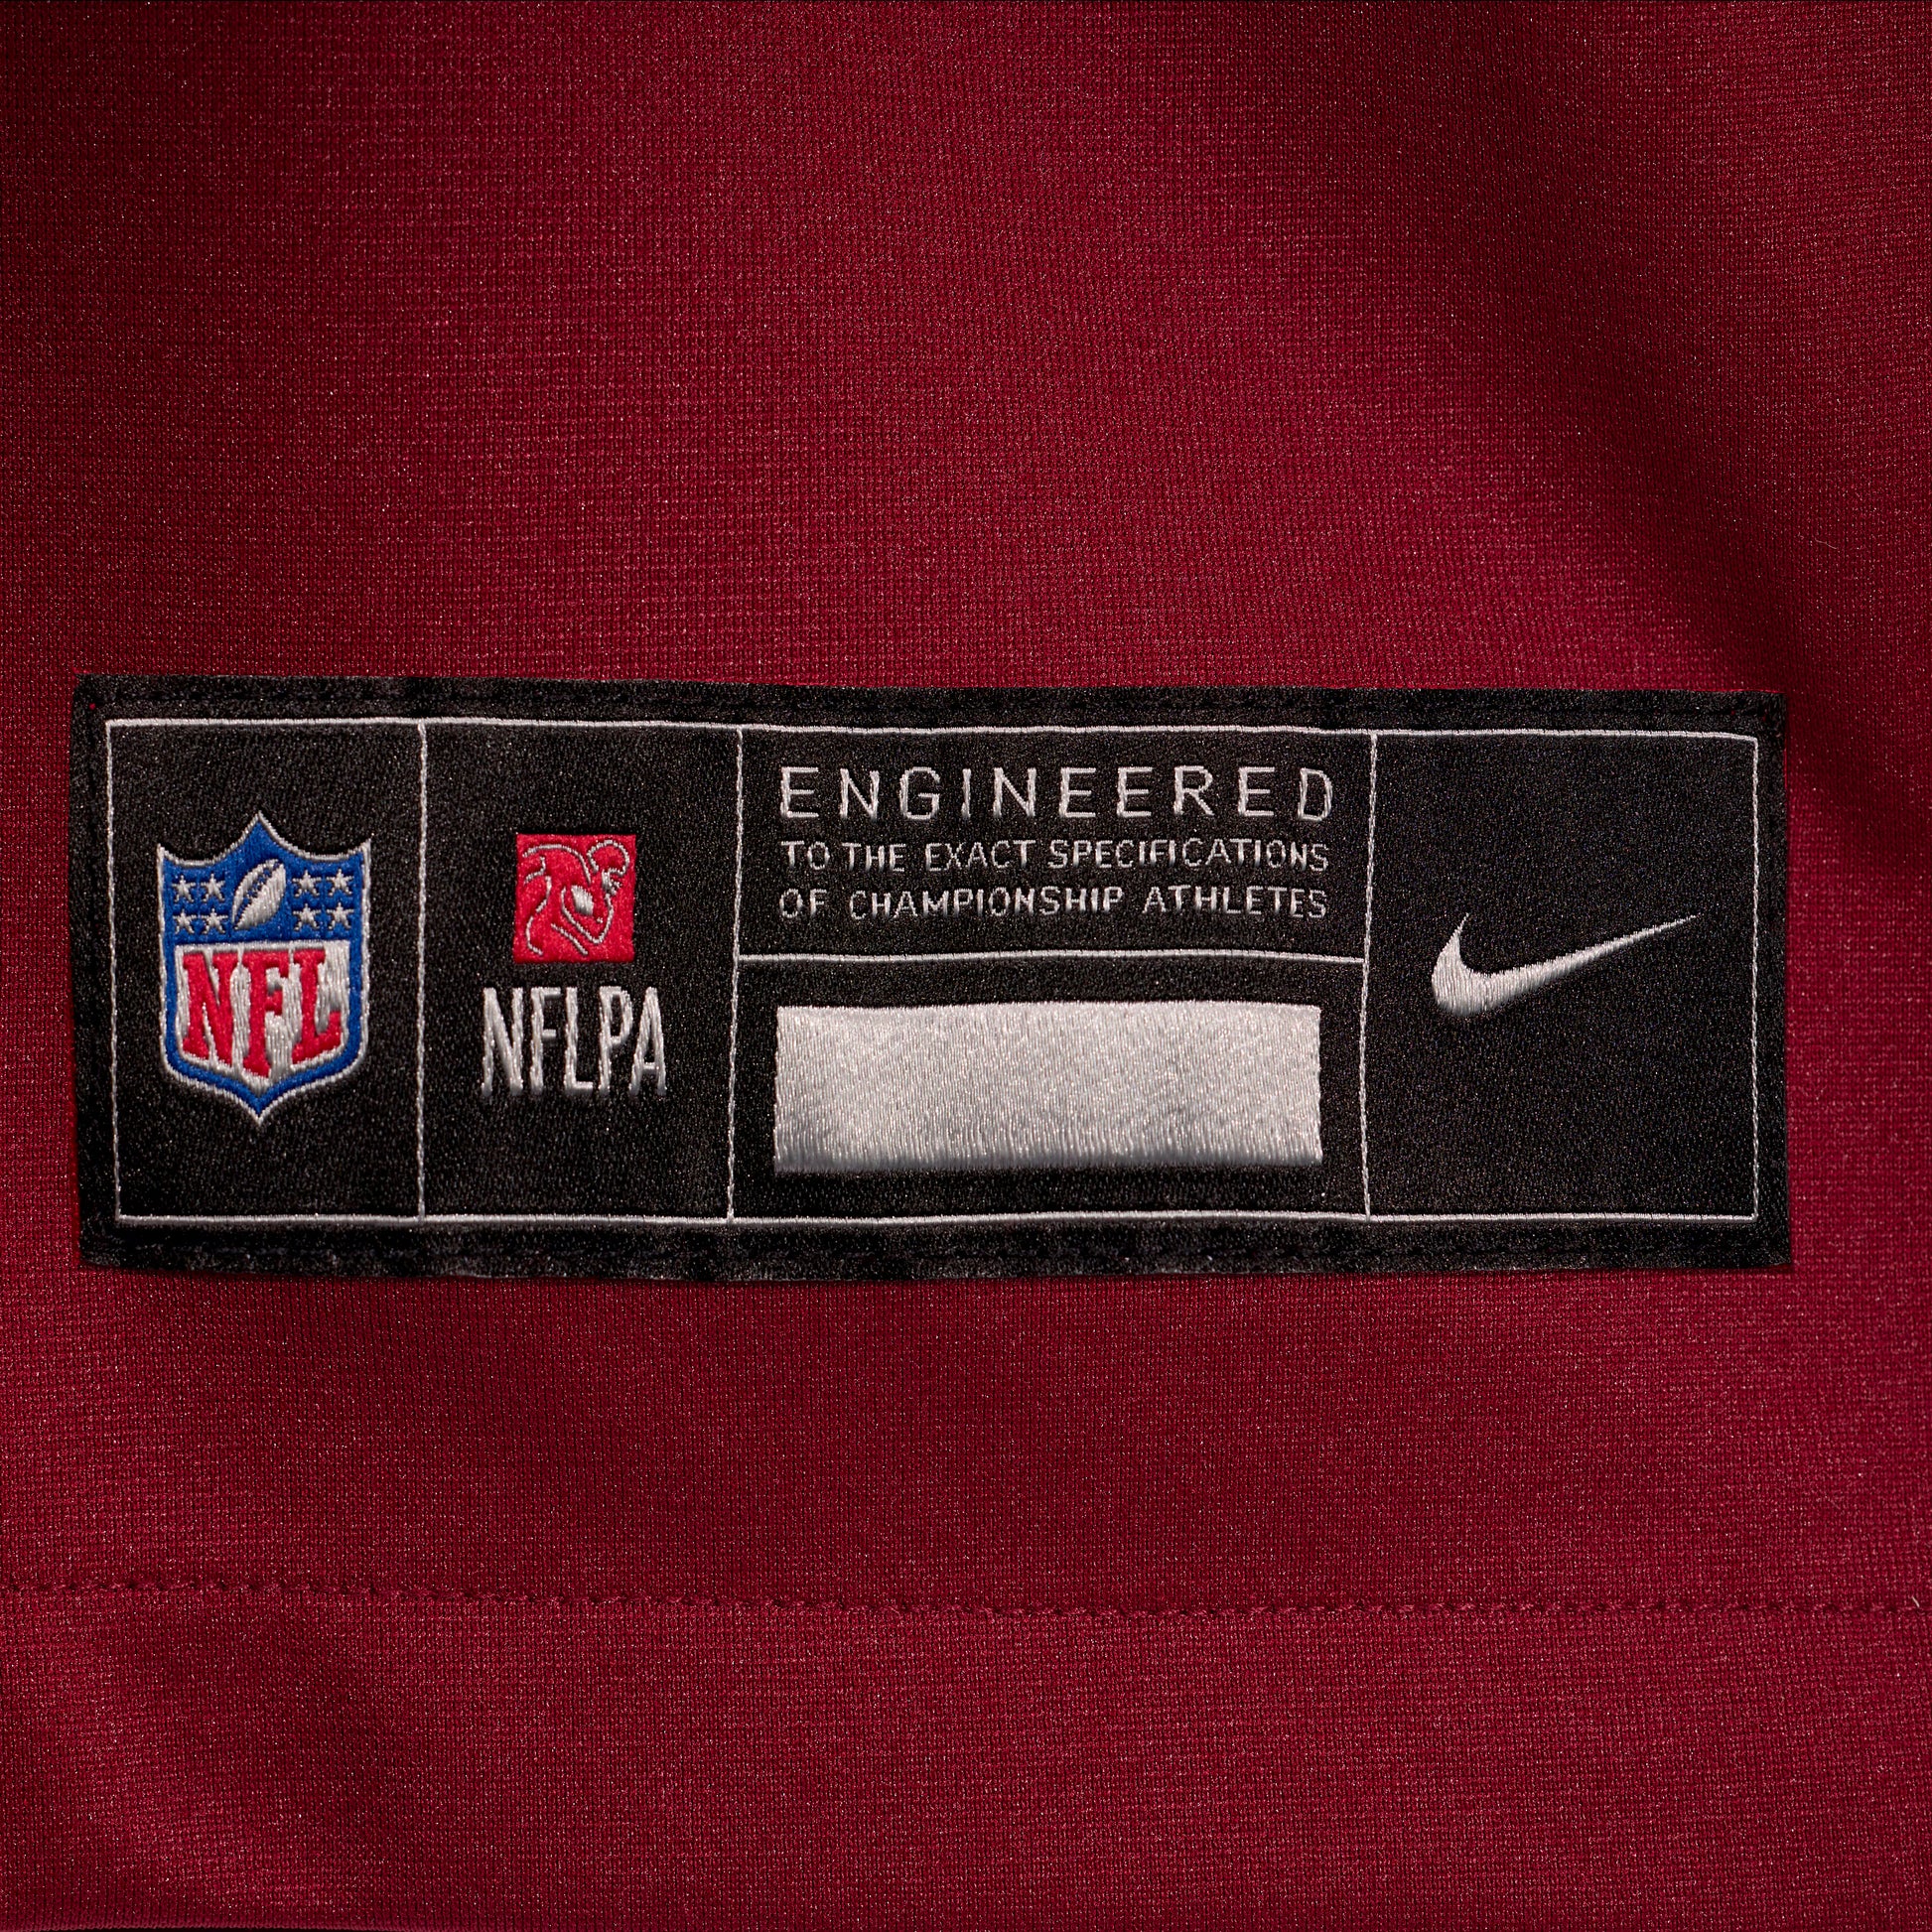 NFL
NFLPA
ENGINEERED
TO THE EXACT SPECIFICATIONS
OF CHAMPIONSHIP ATHLETES